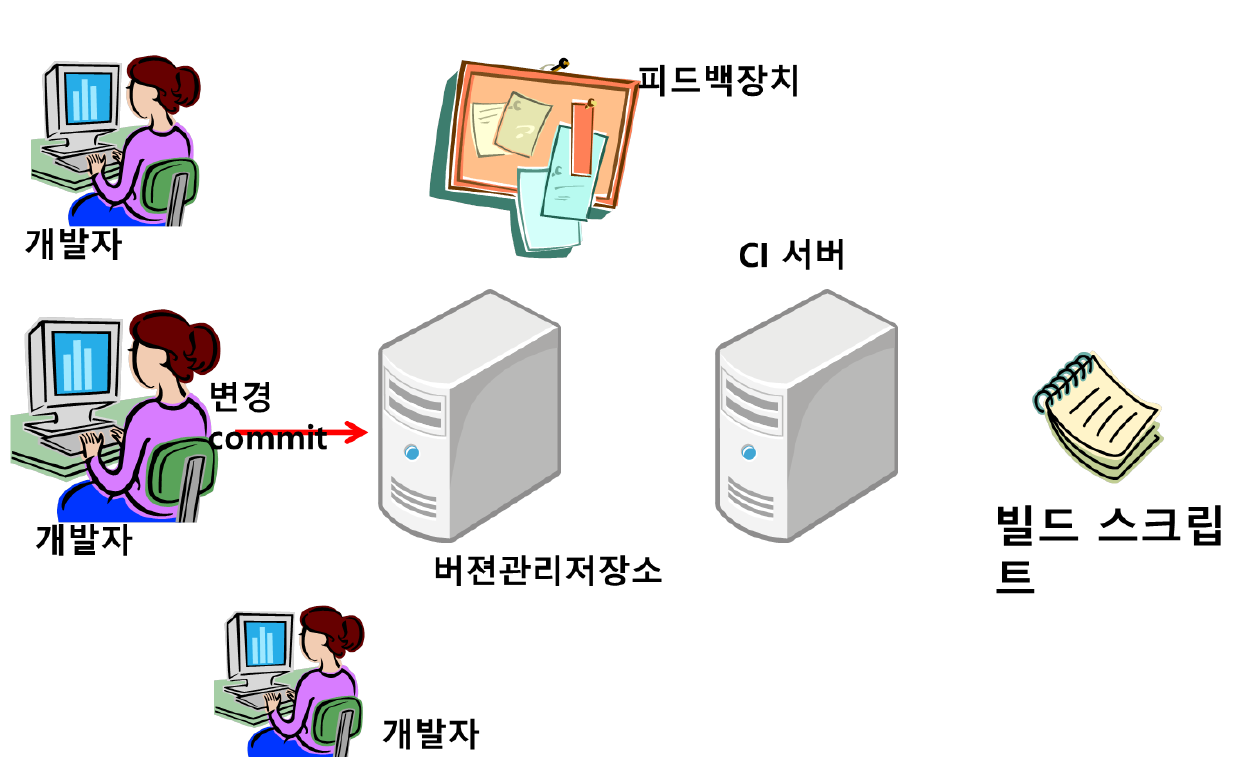 피드백장치
개발자
CI 서버
변경
commit
개발자
버젼관리저장소
빌드 스크립
트
개발자